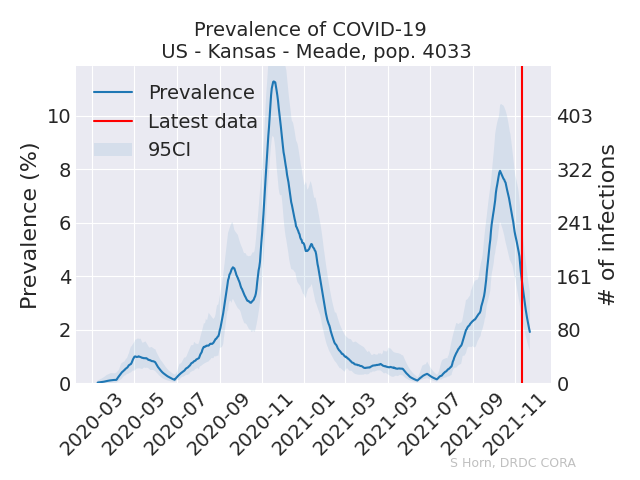 Prevalence of COVID-19
US - Kansas - Meade, pop. 4033
Prevalence
Latest data
95CI
Prevalence (%)
10
8
6
4
2
0
# of infections
403
322
241
161
80
0
2020-03
2020-05
2020-07
2020-09
2020-11
2021-01
2021-03
2021-05
2021-07
2021-09
2021-11
S Horn, DRDC CORA